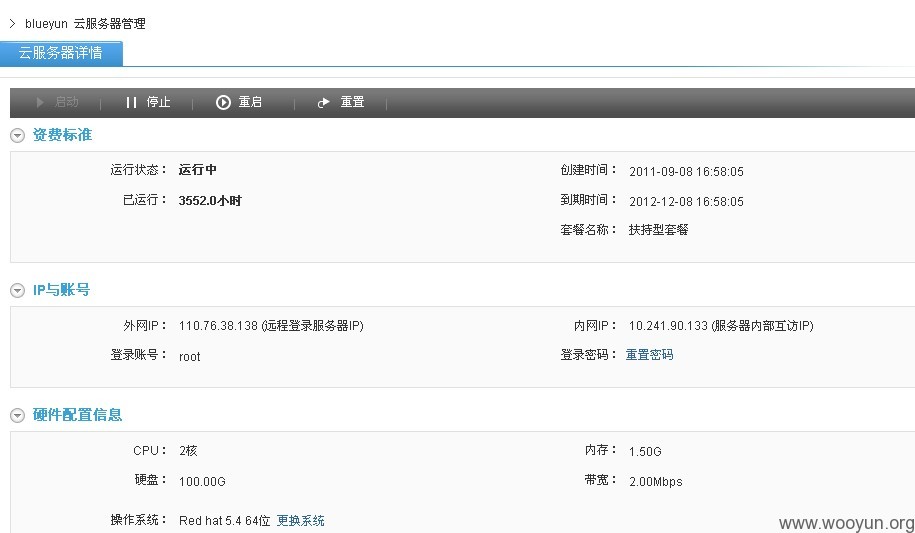 > blueyun 云服务器管理
云服务器详情
启动 停止 重启 重置
资费标准
运行状态： 运行中 创建时间： 2011-09-08 16:58:05
已运行： 3552.0小时 到期时间： 2012-12-08 16:58:05
套餐名称： 扶持型套餐
IP与账号
外网IP： 110.76.38.138 (远程登录服务器IP) 内网IP： 10.241.90.133 (服务器内部互访IP)
登录账号： root 登录密码： 重置密码
硬件配置信息
CPU： 2核 内存： 1.50G
硬盘： 100.00G 带宽： 2.00Mbps
操作系统： Red hat 5.4 64位 更换系统
www.wooyun.org